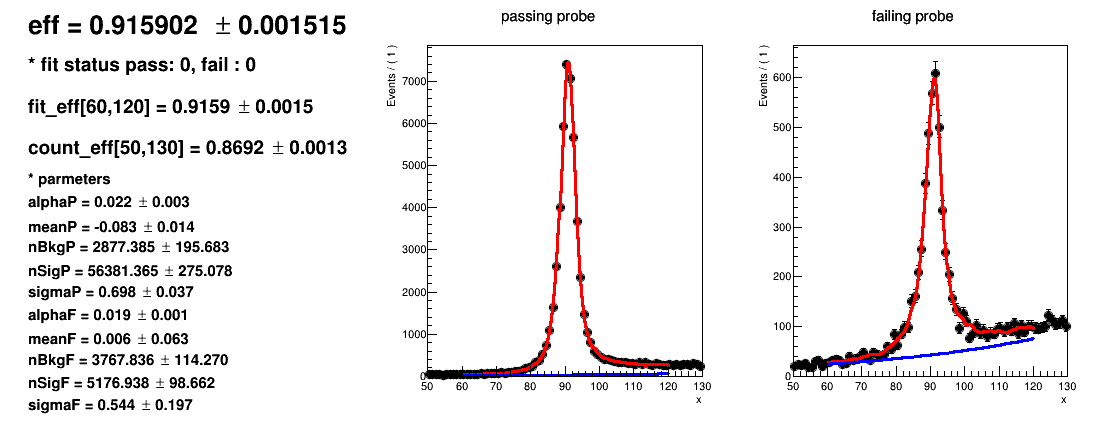 eff = 0.915902 ± 0.001515
* fit status pass: 0, fail : 0
fit_eff[60,120] = 0.9159 ± 0.0015
count_eff[50,130] = 0.8692 ± 0.0013
* parmeters
alphaP = 0.022 ± 0.003
meanP = -0.083 ± 0.014
nBkgP = 2877.385 ± 195.683
nSigP = 56381.365 ± 275.078
sigmaP = 0.698 ± 0.037
alphaF = 0.019 ± 0.001
meanF = 0.006 ± 0.063
nBkgF = 3767.836 ± 114.270
nSigF = 5176.938 ± 98.662
sigmaF = 0.544 ± 0.197
passing probe
Events / ( 1 )
7000
6000
5000
4000
3000
2000
1000
0
50 60 70 80 90 100 110 120 130
x
failing probe
Events / ( 1 )
600
500
400
300
200
100
0
50 60 70 80 90 100 110 120 130
x